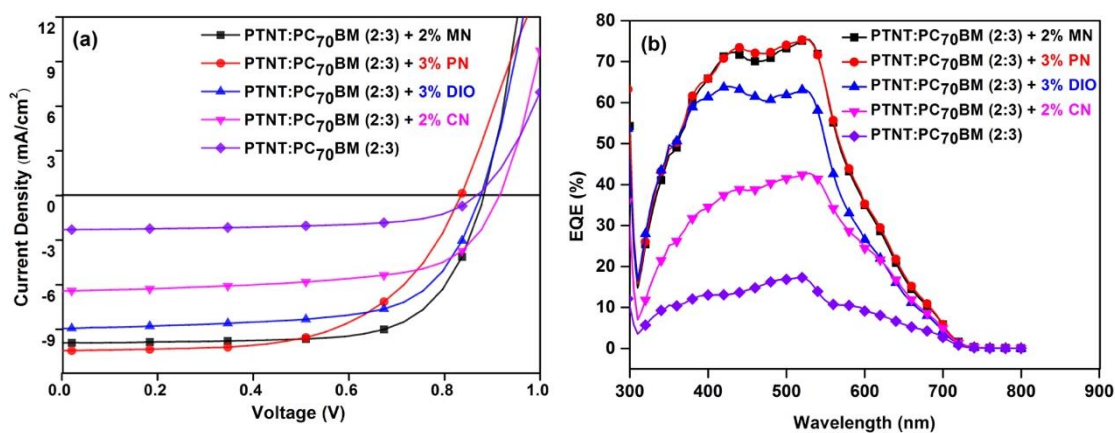 (a)
PTNT:PC70BM (2:3) + 2% MN
PTNT:PC70BM (2:3) + 3% PN
PTNT:PC70BM (2:3) + 3% DIO
PTNT:PC70BM (2:3) + 2% CN
PTNT:PC70BM (2:3)
Current Density (mA/cm²)
12
9
6
3
0
-3
-6
-9
0.0
0.2
0.4
0.6
0.8
1.0
Voltage (V)
(b)
PTNT:PC70BM (2:3) + 2% MN
PTNT:PC70BM (2:3) + 3% PN
PTNT:PC70BM (2:3) + 3% DIO
PTNT:PC70BM (2:3) + 2% CN
PTNT:PC70BM (2:3)
EQE (%)
80
70
60
50
40
30
20
10
0
300
400
500
600
700
800
900
Wavelength (nm)